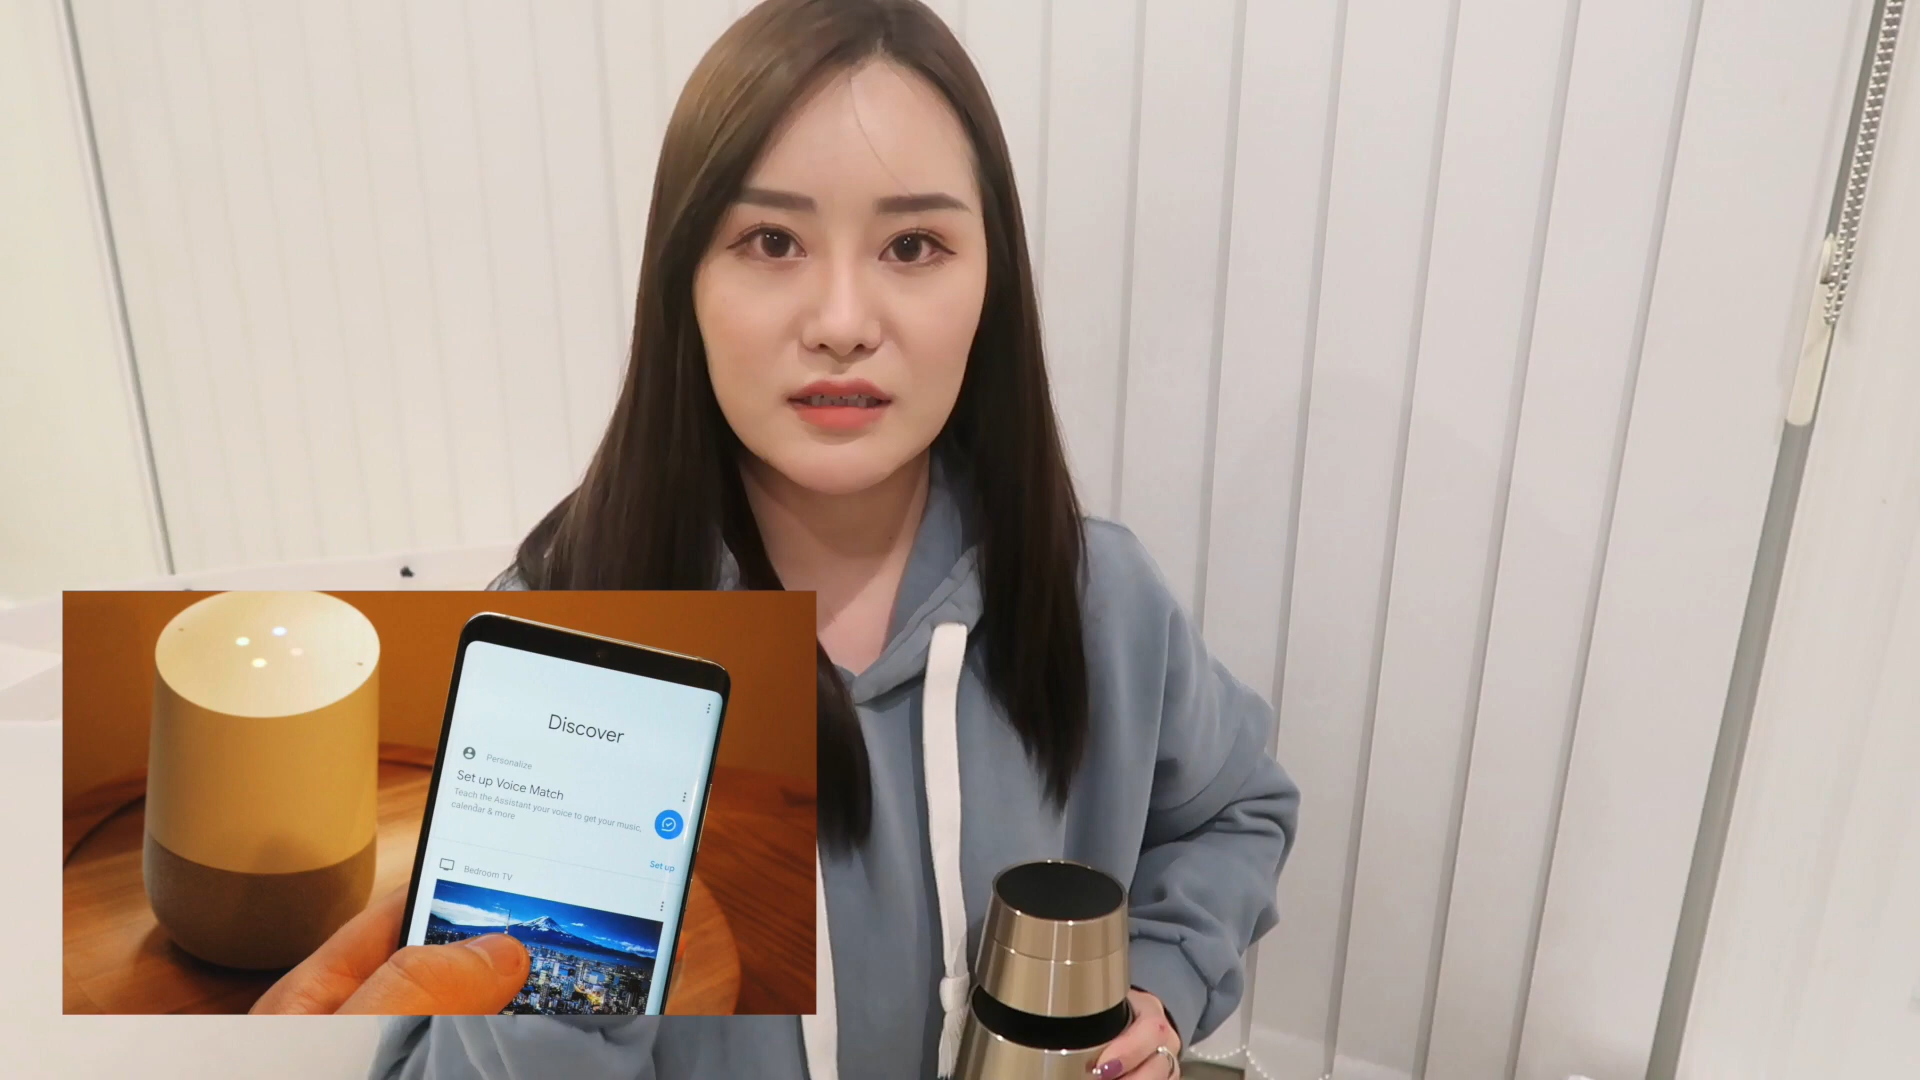 Discover
Personalize
Set up Voice Match
Teach the Assistant your voice to get your music,
calendar & more
Set up
Bedroom TV